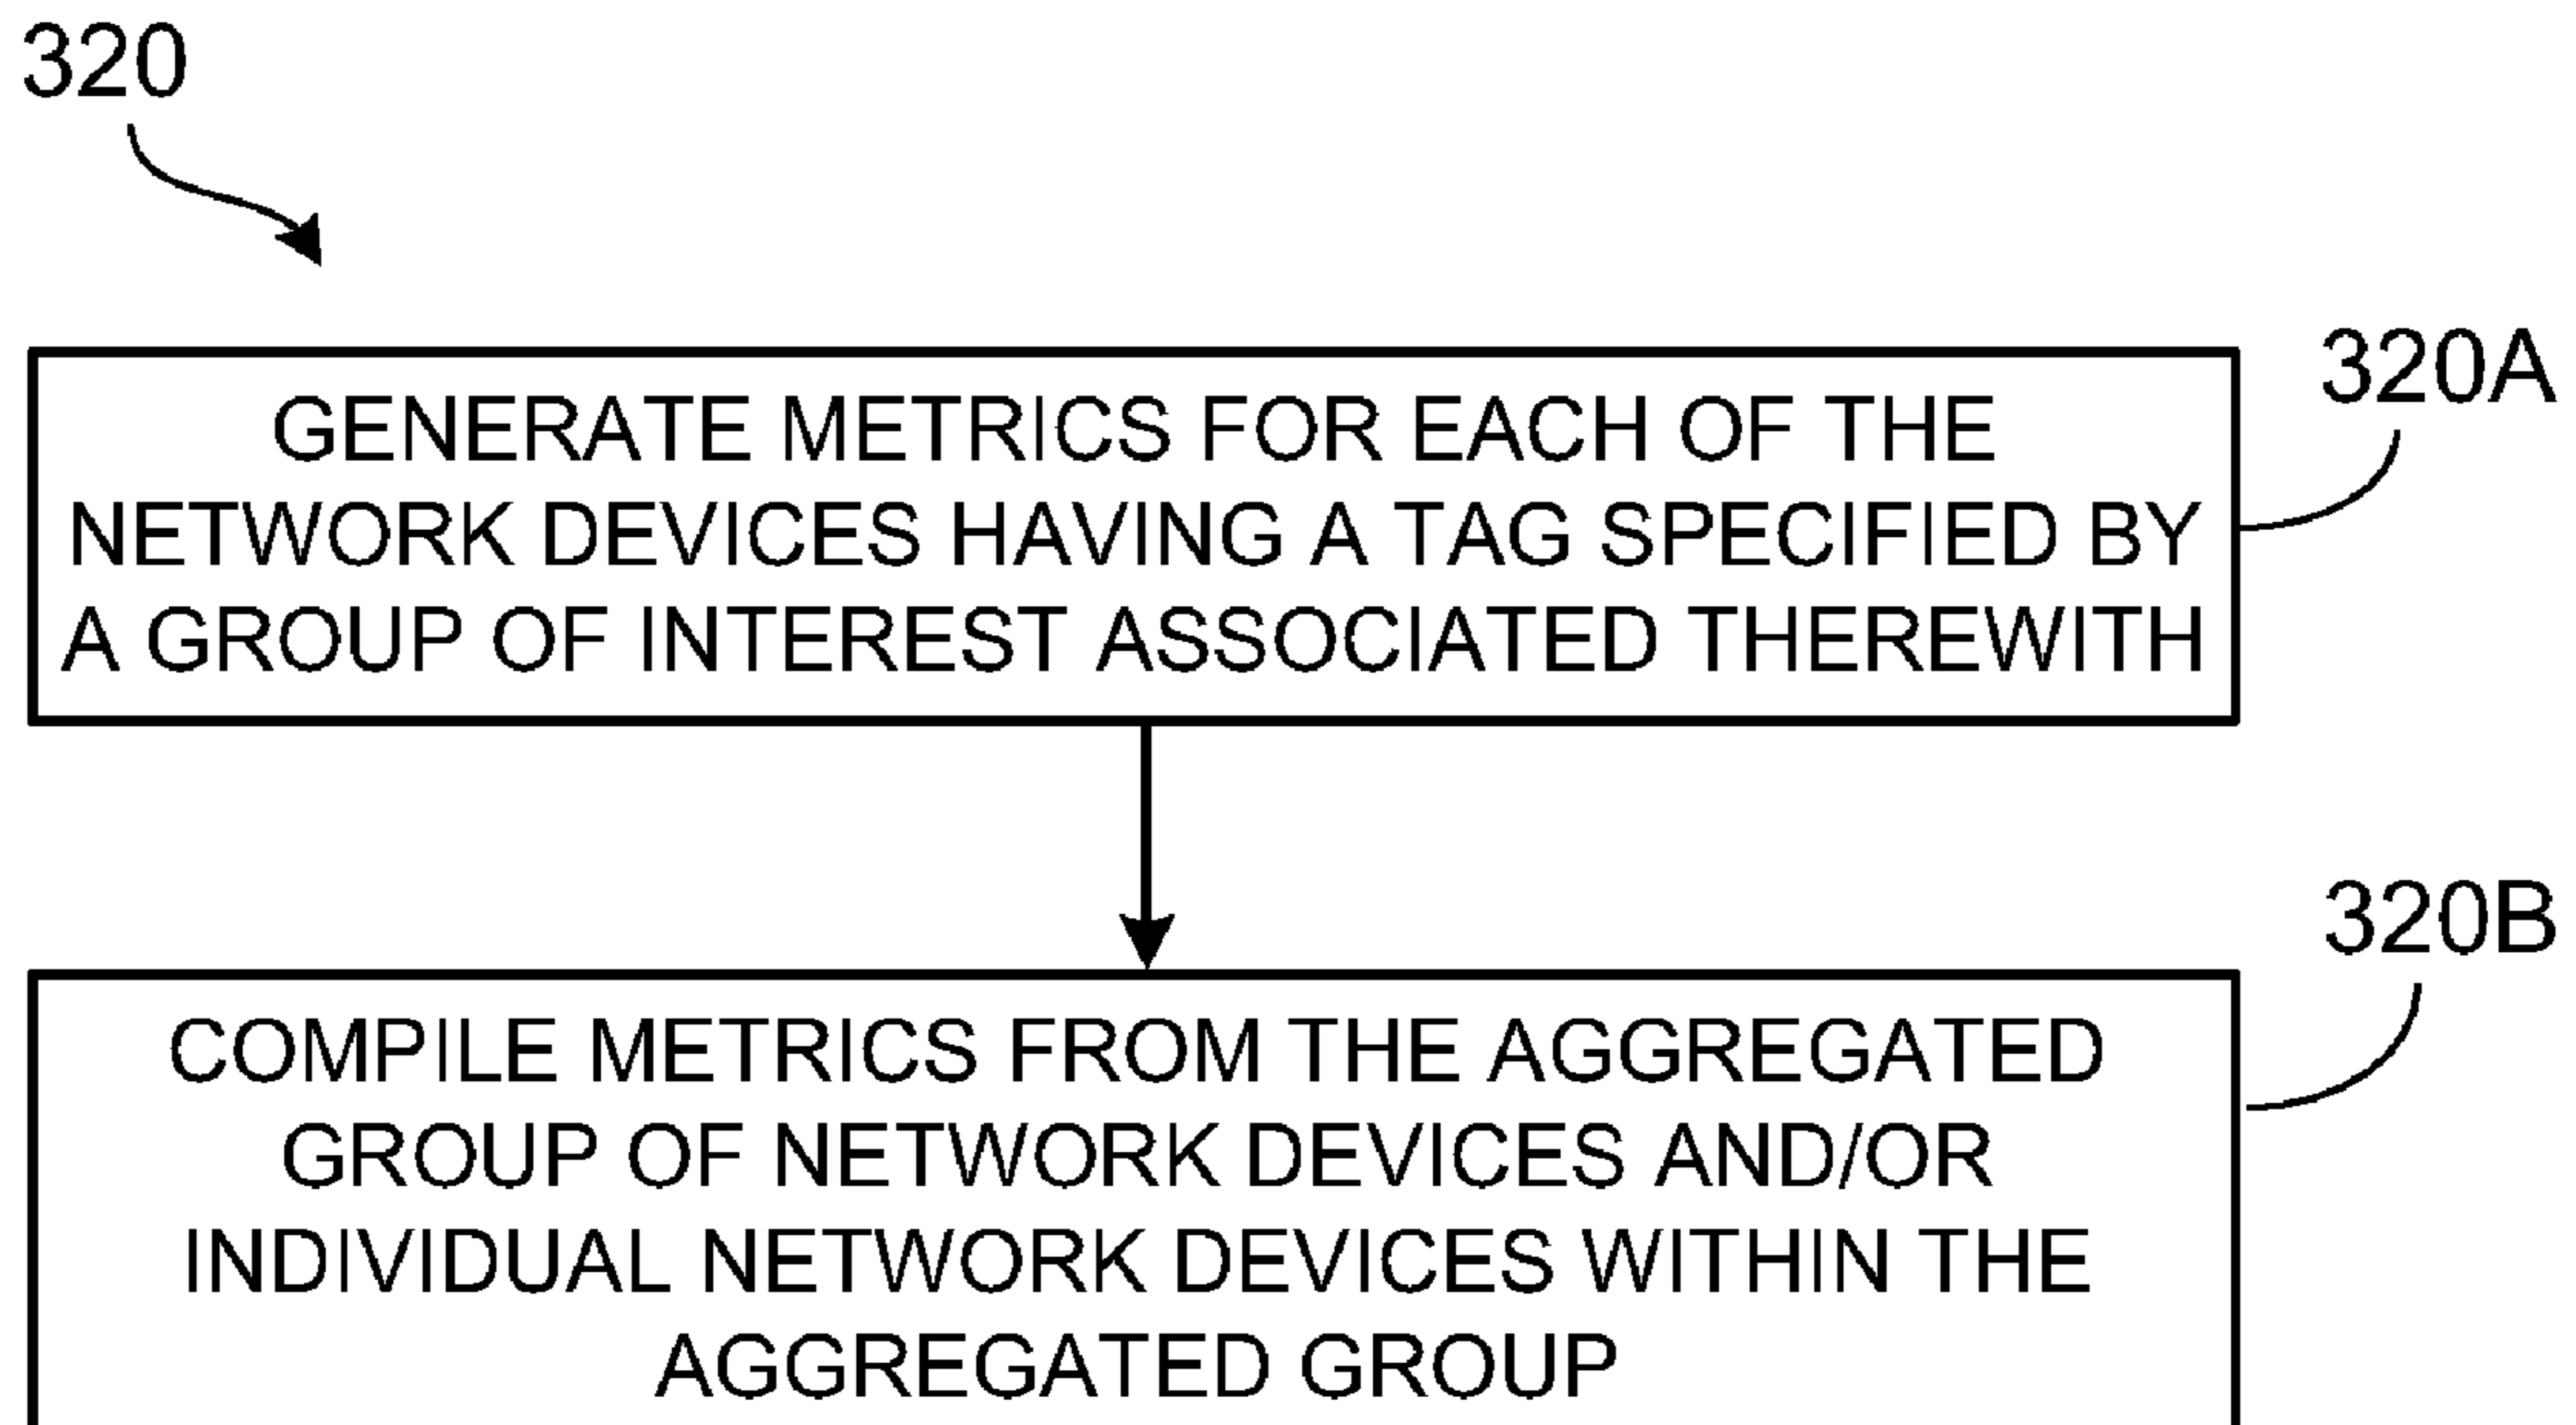 320
320A
GENERATE METRICS FOR EACH OF THE
NETWORK DEVICES HAVING A TAG SPECIFIED BY
A GROUP OF INTEREST ASSOCIATED THEREWITH
320B
COMPILE METRICS FROM THE AGGREGATED
GROUP OF NETWORK DEVICES AND/OR
INDIVIDUAL NETWORK DEVICES WITHIN THE
AGGREGATED GROUP